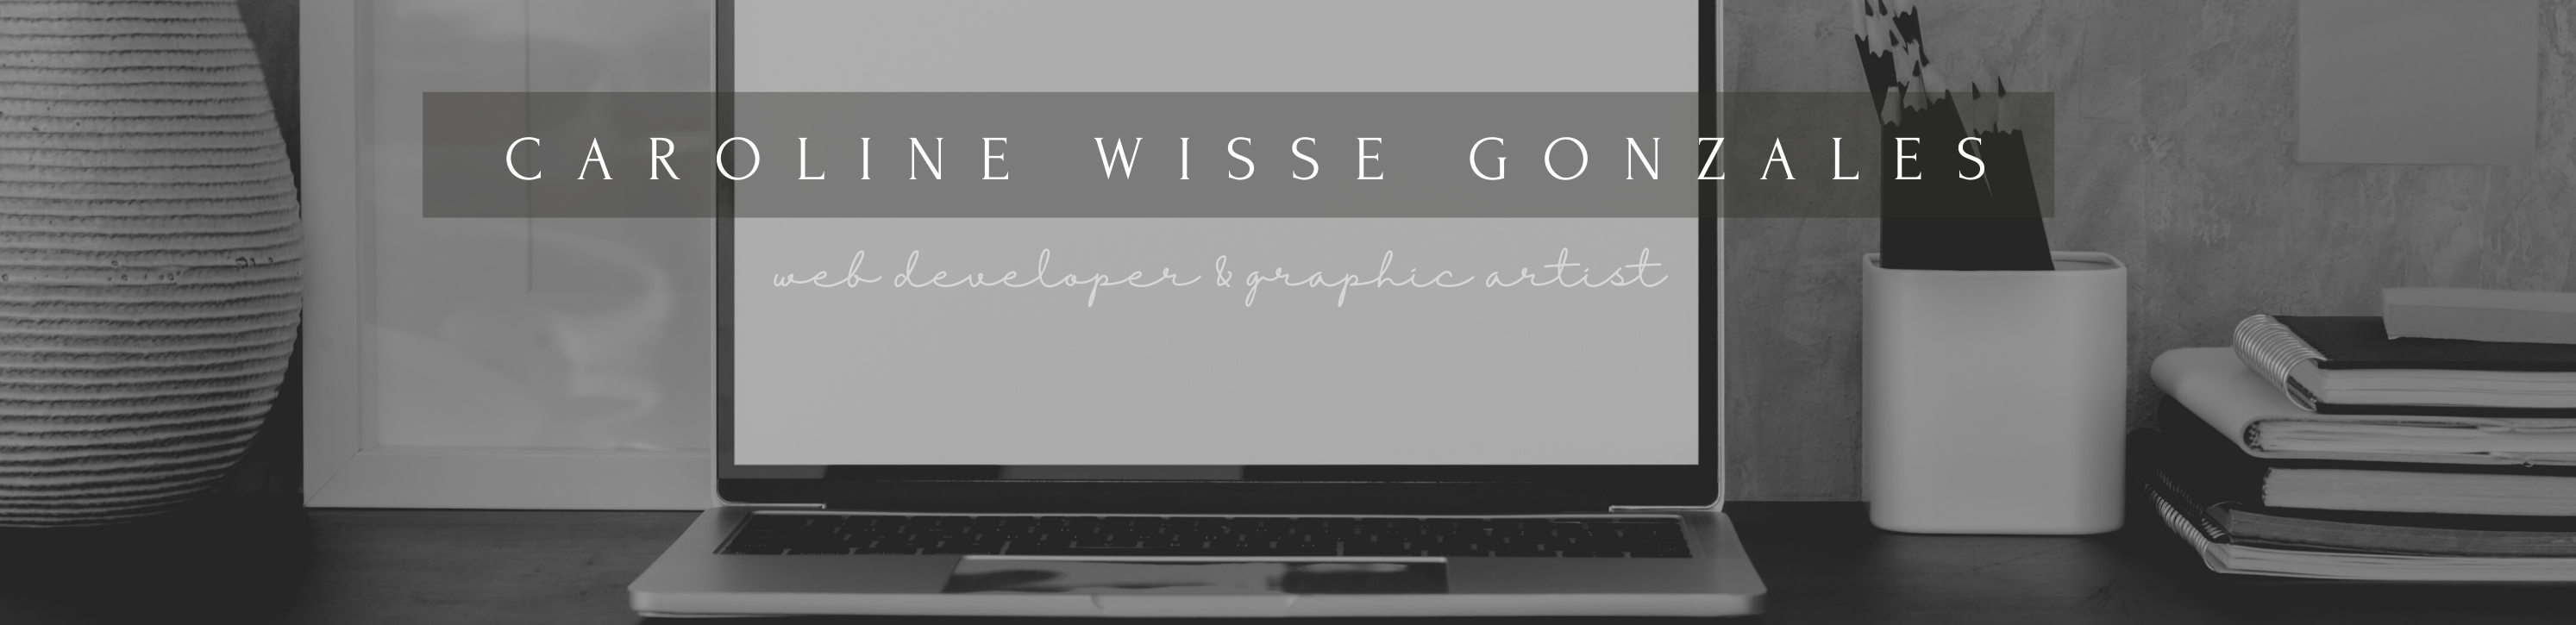 CAROLINE WISSE GONZALES
web developer & graphic artist